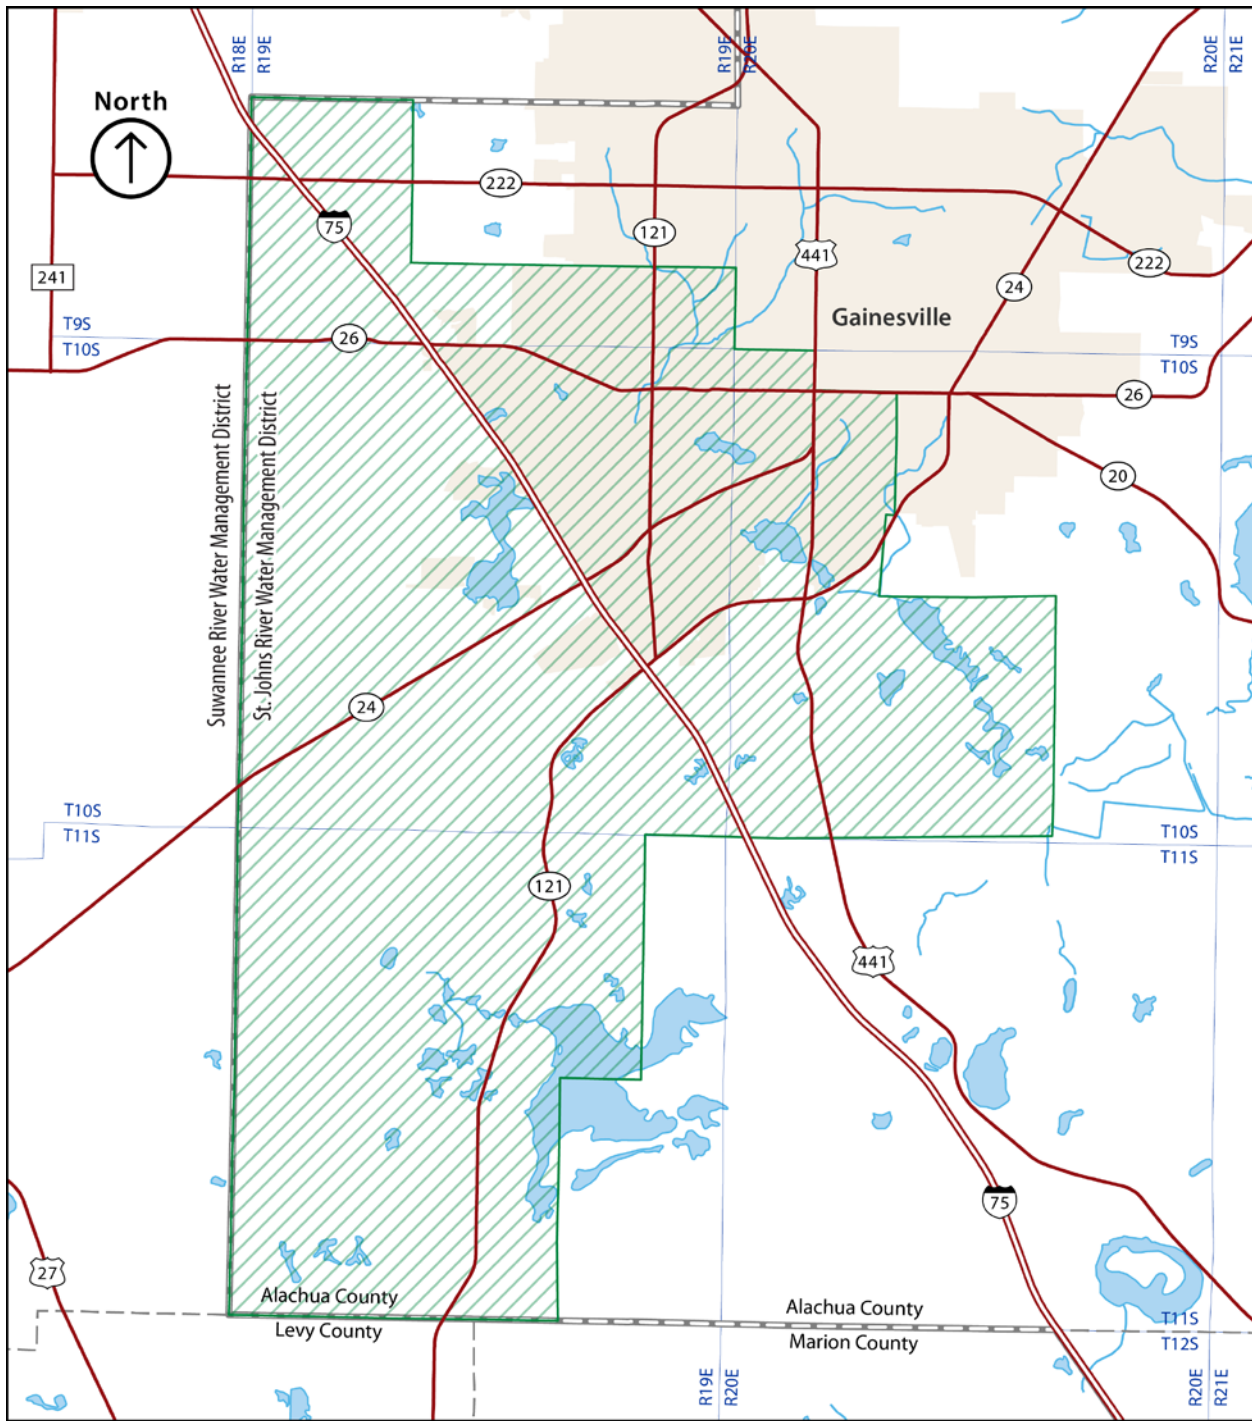 R18E
R19E
R19E
R20E
R20E
R21E
North
222
75
121
441
222
241
24
Gainesville
T9S
T10S
26
T9S
T10S
26
Suwannee River Water Management District
St. Johns River Water Management District
20
24
T10S
T11S
T10S
T11S
121
441
75
27
Alachua County
Levy County
Alachua County
Marion County
T11S
T12S
R19E
R20E
R20E
R21E